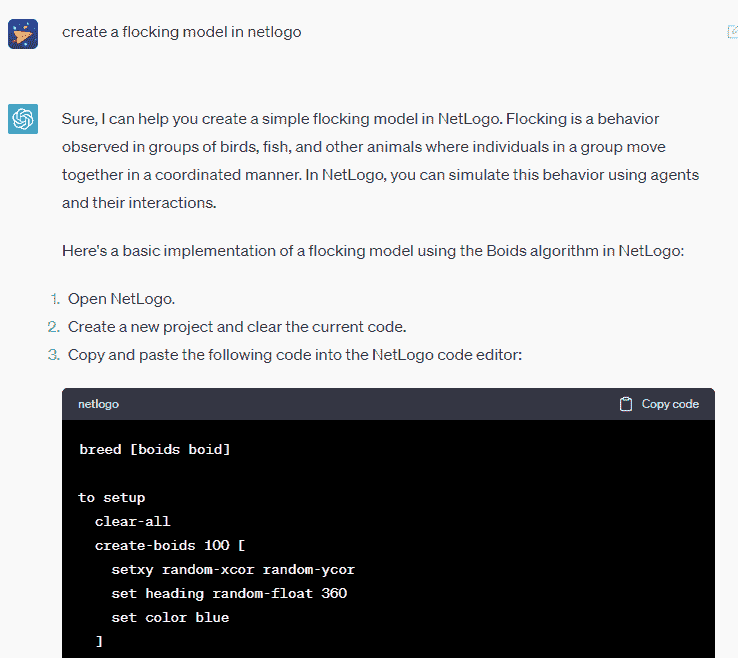 create a flocking model in netlogo
Sure, I can help you create a simple flocking model in NetLogo. Flocking is a behavior
observed in groups of birds, fish, and other animals where individuals in a group move
together in a coordinated manner. In NetLogo, you can simulate this behavior using agents
and their interactions.
Here's a basic implementation of a flocking model using the Boids algorithm in NetLogo:
1. Open NetLogo.
2. Create a new project and clear the current code.
3. Copy and paste the following code into the NetLogo code editor:
netlogo Copy code
breed [boids boid]
to setup
clear-all
create-boids 100 [
setxy random-xcor random-ycor
set heading random-float 360
set color blue
]